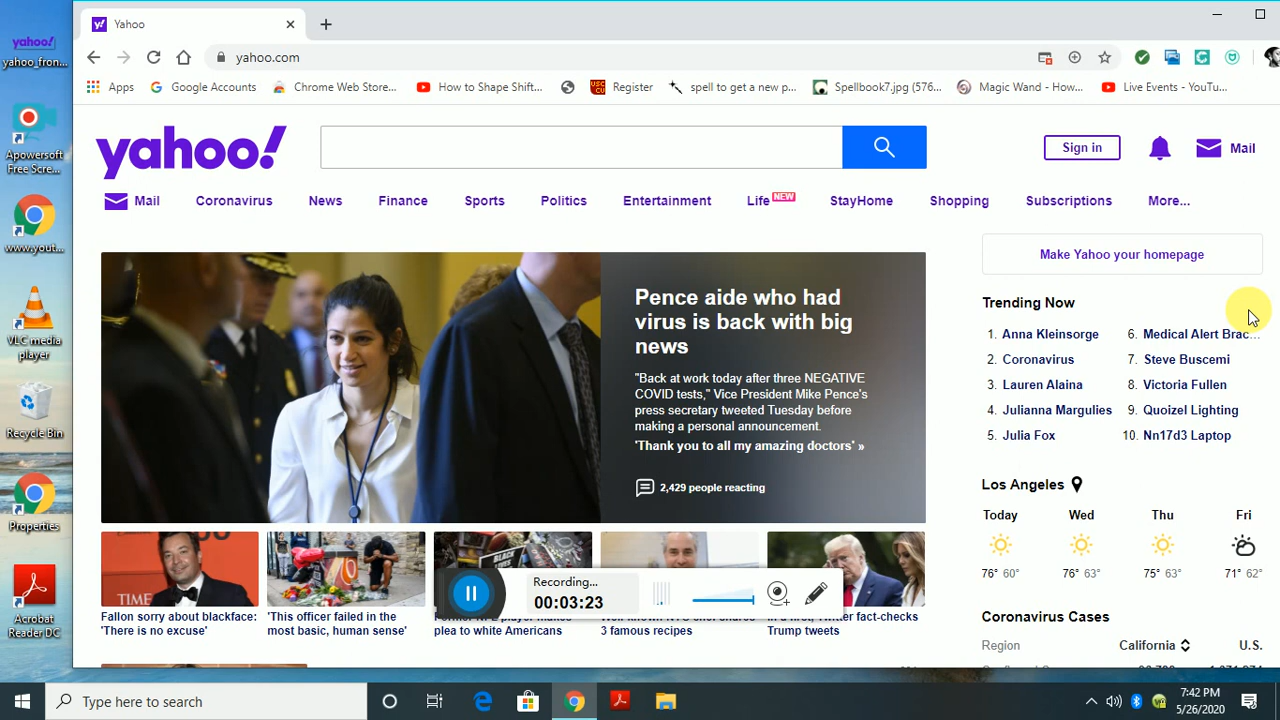 yahoo!
yahoo_fron...
Apowersoft
Free Scre...
www.yout...
VLC media
player
Recycle Bin
Properties
Acrobat
Reader DC
y!
Yahoo
yahoo.com
Apps
Google Accounts
Chrome Web Store...
How to Shape Shift...
Register
spell to get a new p...
Spellbook7.jpg (576...
Magic Wand - How...
Live Events - YouTu...
yahoo!
Sign in
Mail
Mail
Coronavirus
News
Finance
Sports
Politics
Entertainment
Life NEW
StayHome
Shopping
Subscriptions
More...
Pence aide who had
virus is back with big
news
"Back at work today after three NEGATIVE
COVID tests," Vice President Mike Pence's
press secretary tweeted Tuesday before
making a personal announcement.
'Thank you to all my amazing doctors' »
2,429 people reacting
TIME
Fallon sorry about blackface:
'There is no excuse'
'This officer failed in the
most basic, human sense'
plea to white Americans
3 famous recipes
Twitter fact-checks
Trump tweets
Recording...
00:03:23
Make Yahoo your homepage
Trending Now
1. Anna Kleinsorge
2. Coronavirus
3. Lauren Alaina
4. Julianna Margulies
5. Julia Fox
6. Medical Alert Brac...
7. Steve Buscemi
8. Victoria Fullen
9. Quoizel Lighting
10. Nn17d3 Laptop
Los Angeles
Today
Wed
Thu
Fri
76° 60°
76° 63°
75° 63°
71° 62°
Coronavirus Cases
Region
California
U.S.
Type here to search
7:42 PM
5/26/2020